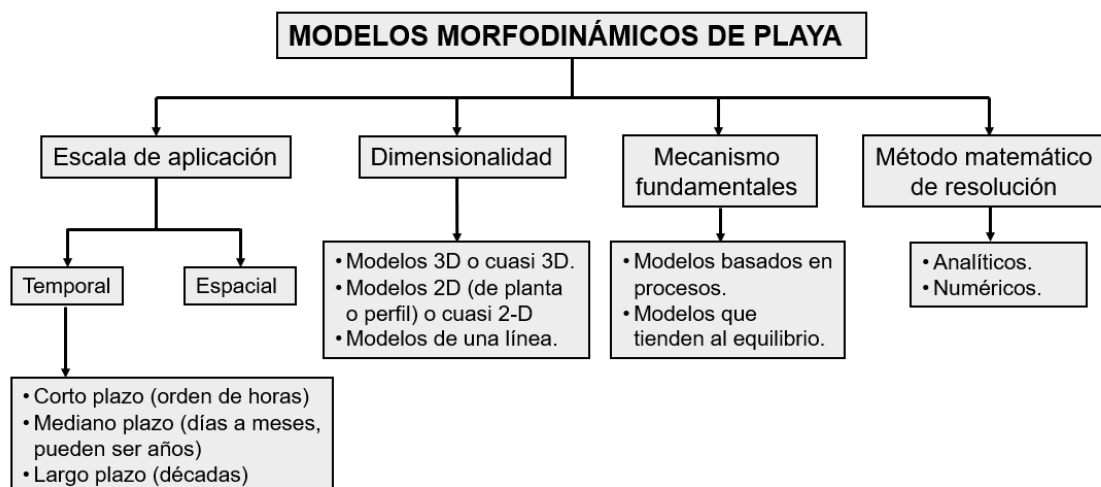 MODELOS MORFODINÁMICOS DE PLAYA
Escala de aplicación
Dimensionalidad
Mecanismo
fundamentales
Método matemático
de resolución
Temporal
Espacial
• Modelos 3D o cuasi 3D.
• Modelos 2D (de planta
o perfil) o cuasi 2-D
• Modelos de una línea.
• Modelos basados en
procesos.
• Modelos que
tienden al equilibrio.
• Analíticos.
• Numéricos.
• Corto plazo (orden de horas)
• Mediano plazo (días a meses,
pueden ser años)
• Largo plazo (décadas)